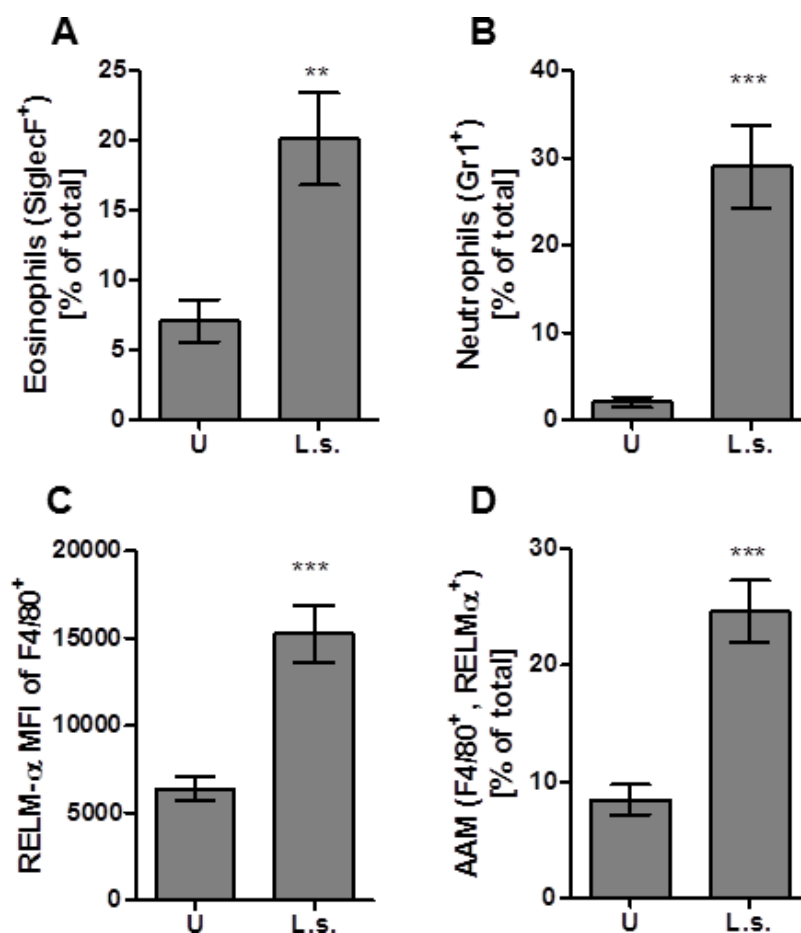 A
Eosinophils (SiglecF⁺)
[% of total]
25
20
15
10
5
0
**
U
L.s.
B
Neutrophils (Gr1⁺)
[% of total]
40
30
20
10
0
***
U
L.s.
C
RELM-α MFI of F4/80⁺
20000
15000
10000
5000
0
***
U
L.s.
D
AAM (F4/80⁺, RELMα⁺)
[% of total]
30
20
10
0
***
U
L.s.